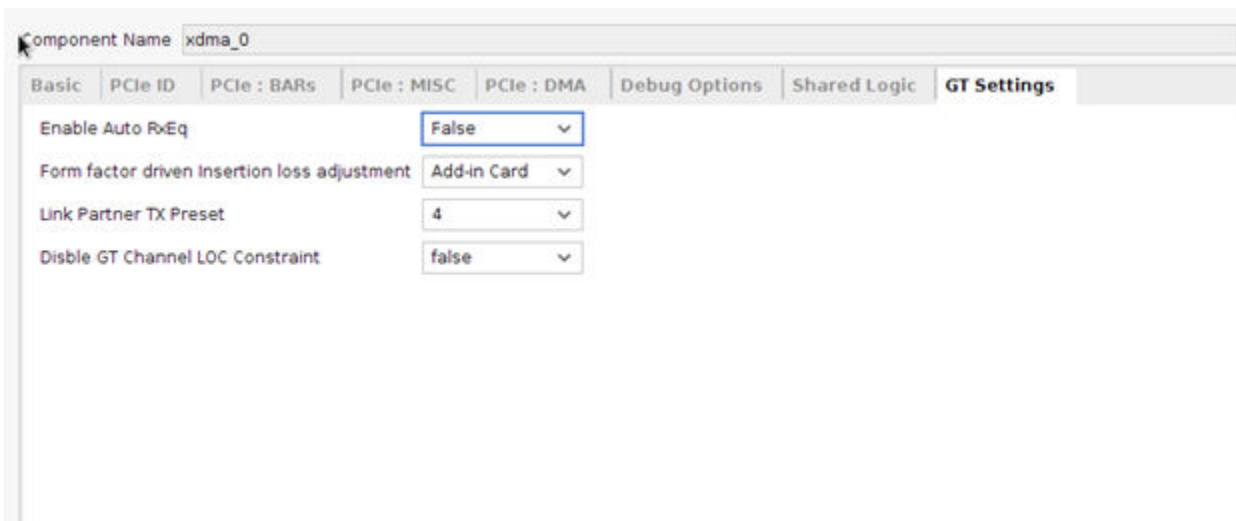 Component Name xdma_0
Basic PCIe ID PCIe : BARs PCIe : MISC PCIe : DMA Debug Options Shared Logic GT Settings
Enable Auto RxEq False
Form factor driven Insertion loss adjustment Add-in Card
Link Partner TX Preset 4
Disble GT Channel LOC Constraint false